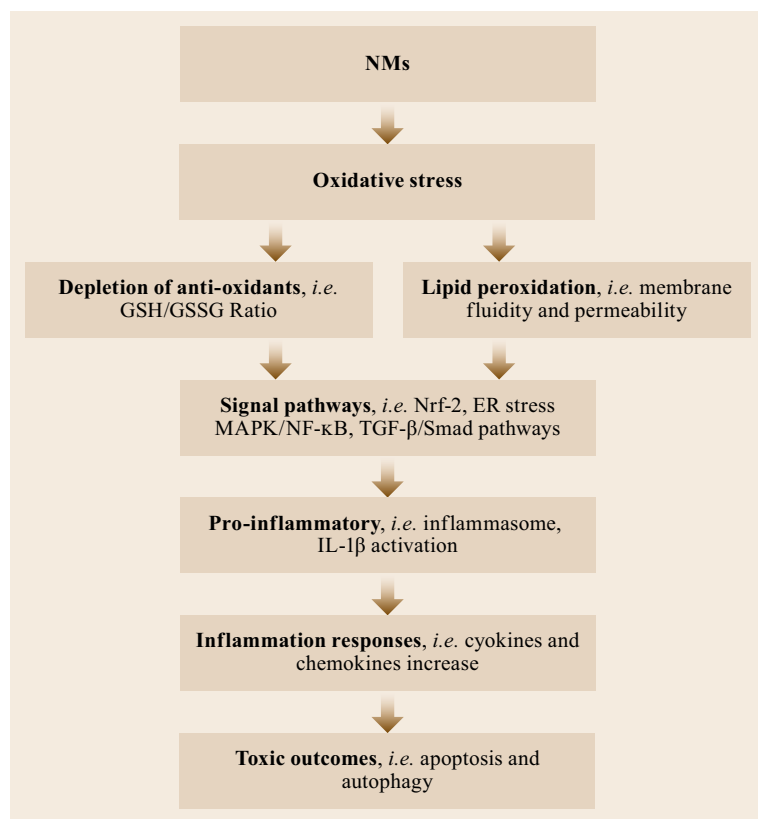 NMs
Oxidative stress
Depletion of anti-oxidants, i.e.
GSH/GSSG Ratio
Lipid peroxidation, i.e. membrane
fluidity and permeability
Signal pathways, i.e. Nrf-2, ER stress
MAPK/NF-κB, TGF-β/Smad pathways
Pro-inflammatory, i.e. inflammasome,
IL-1β activation
Inflammation responses, i.e. cyokines and
chemokines increase
Toxic outcomes, i.e. apoptosis and
autophagy